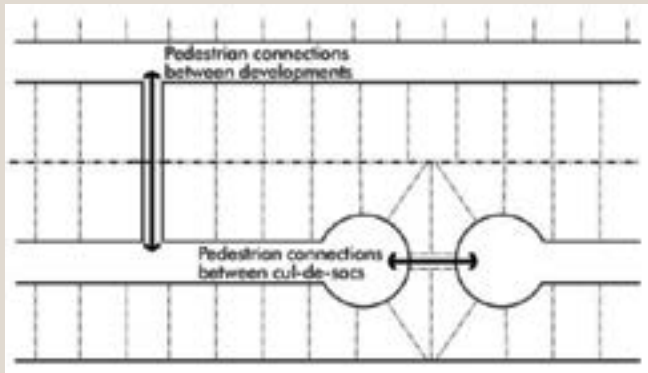 Pedestrian connections
between developments
Pedestrian connections
between cul-de-sacs